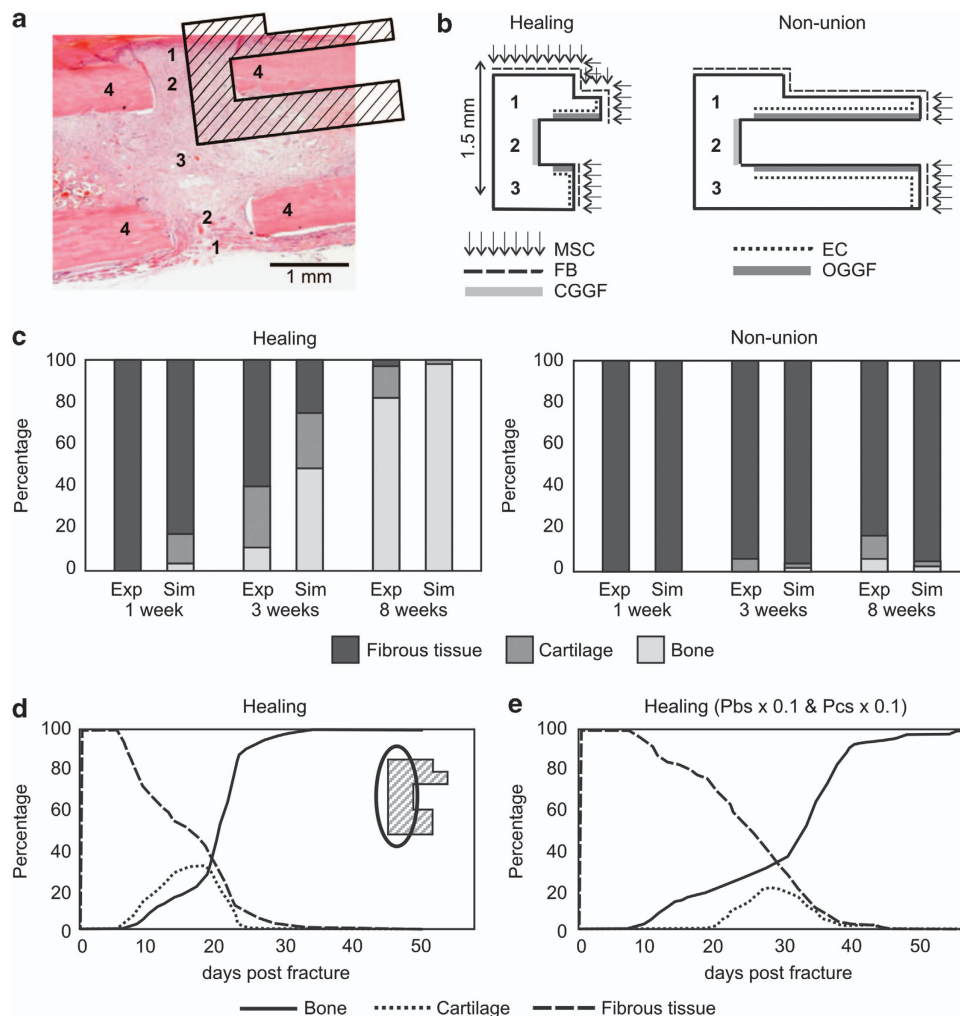 a
1
2
4
4
3
4
2
4
1
1 mm
b
Healing
Non-union
1.5 mm
1
2
3
1
2
3
MSC
FB
CGGF
EC
OGGF
c
Healing
Non-union
Percentage
100
80
60
40
20
0
Exp Sim Exp Sim Exp Sim
1 week 3 weeks 8 weeks
Percentage
100
80
60
40
20
0
Exp Sim Exp Sim Exp Sim
1 week 3 weeks 8 weeks
Fibrous tissue Cartilage Bone
d
Healing
Percentage
100
80
60
40
20
0
0 10 20 30 40 50
days post fracture
e
Healing (Pbs x 0.1 & Pcs x 0.1)
Percentage
100
80
60
40
20
0
0 10 20 30 40 50
days post fracture
Bone Cartilage Fibrous tissue